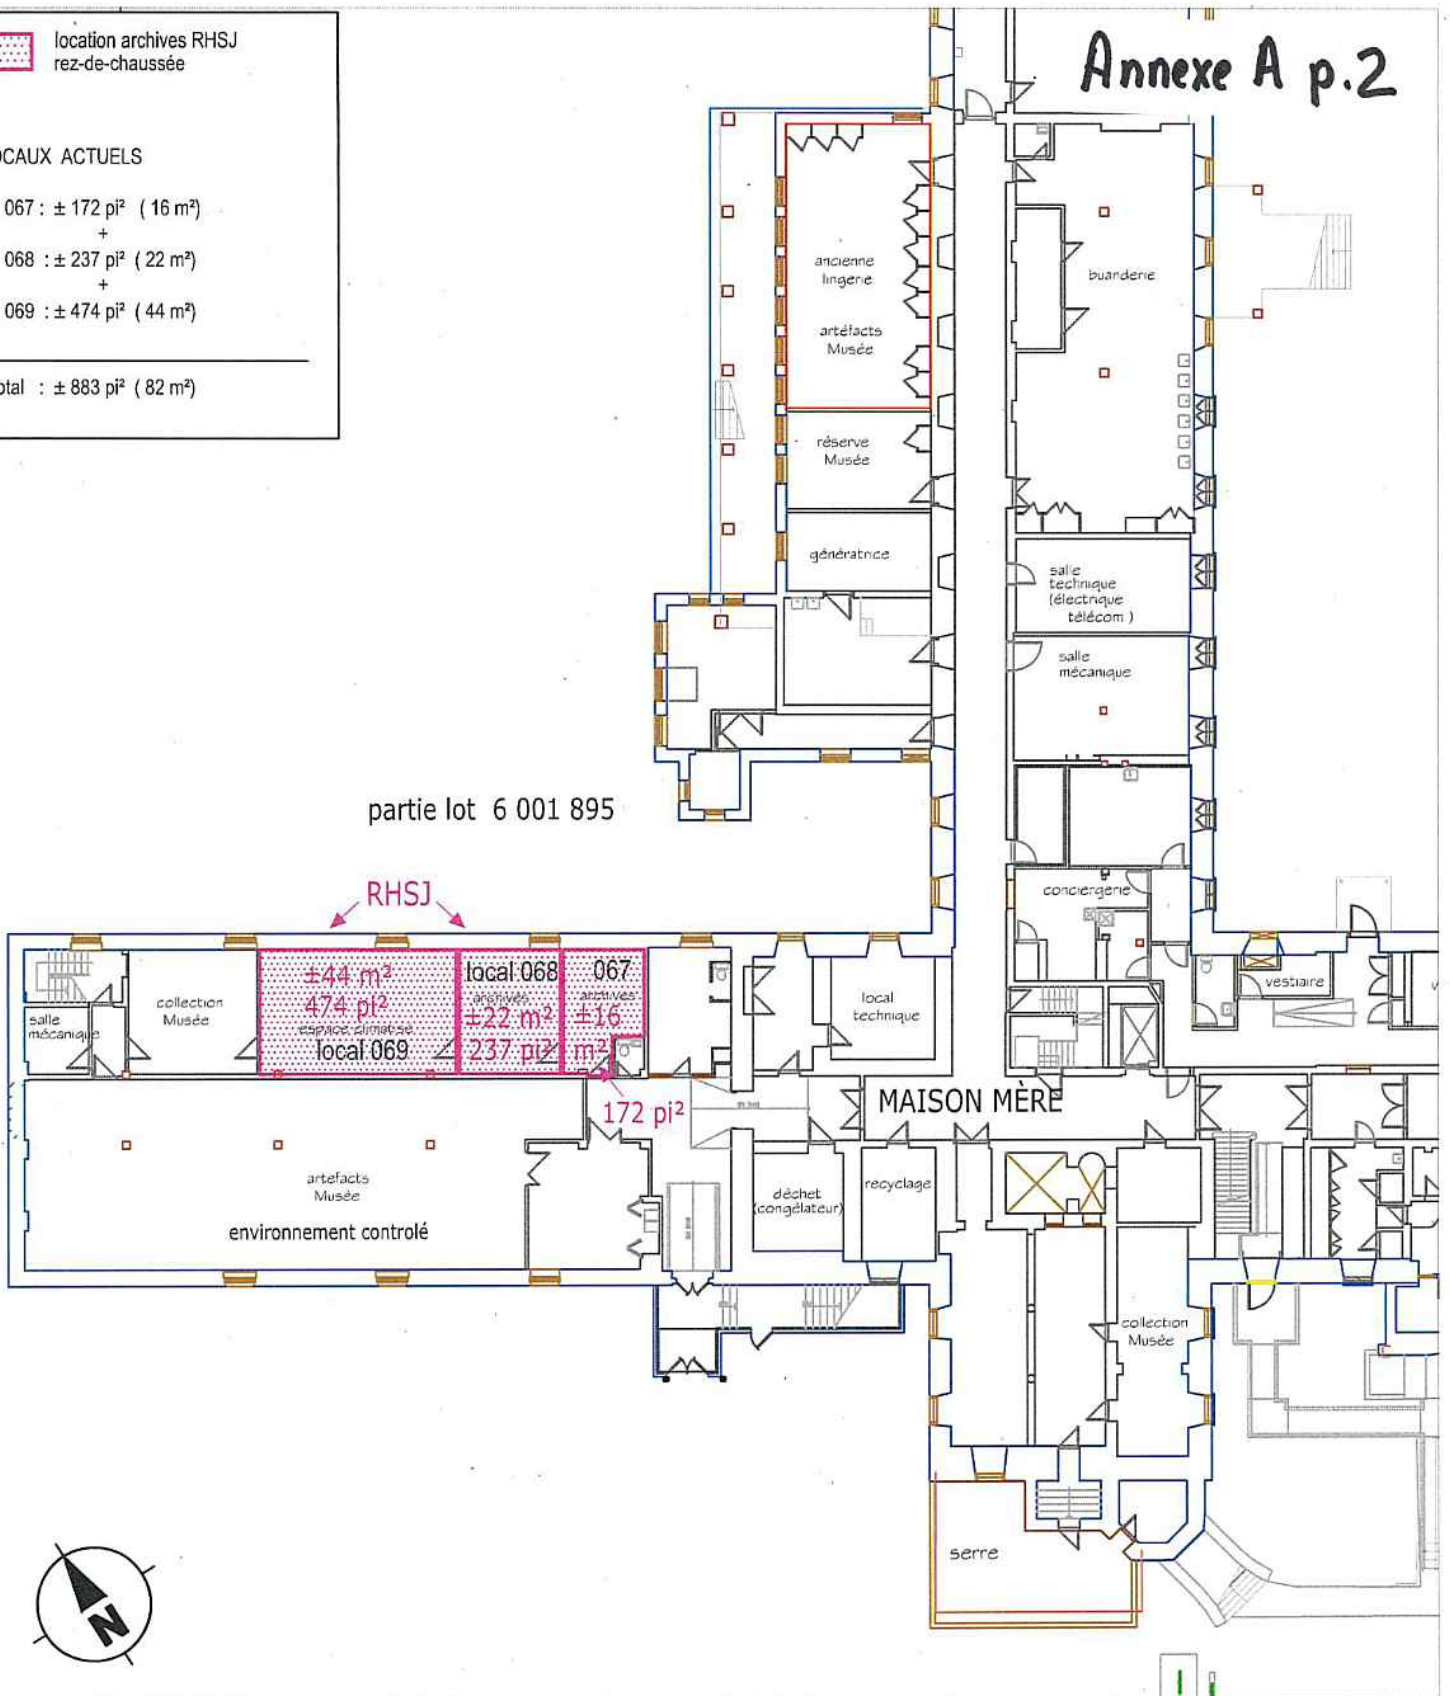 Annexe A p.2
location archives RHSJ
rez-de-chaussée
OCAUX ACTUELS
067 : ± 172 pi² ( 16 m²)
+
068 : ± 237 pi² ( 22 m²)
+
069 : ± 474 pi² ( 44 m²)
otal : ± 883 pi² ( 82 m²)
ancienne
lingerie
artéfacts
Musée
buanderie
réserve
Musée
génératrice
salle
technique
(électrique
télécom )
salle
mécanique
partie lot 6 001 895
conciergerie
RHSJ
vestiaire
v
salle
mécanique
collection
Musée
±44 m²
474 pi²
espace climatisé
local 069
local 068
archives
±22 m²
237 pi²
067
archives
±16
m²
172 pi²
local
technique
MAISON MÈRE
artefacts
Musée
environnement controlé
déchet
(congélateur)
recyclage
collection
Musée
serre
N